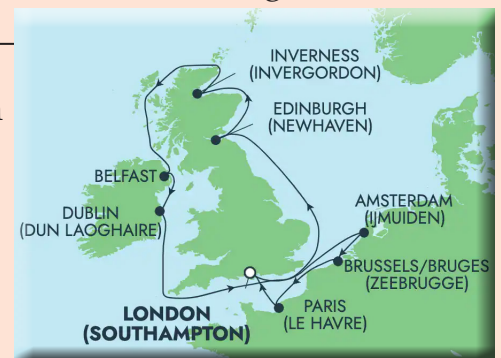 INVERNESS
(INVERGORDON)
EDINBURGH
(NEWHAVEN)
BELFAST
DUBLIN
(DUN LAOGHAIRE)
AMSTERDAM
(IJMUIDEN)
BRUSSELS/BRUGES
(ZEEBRUGGE)
PARIS
(LE HAVRE)
LONDON
(SOUTHAMPTON)